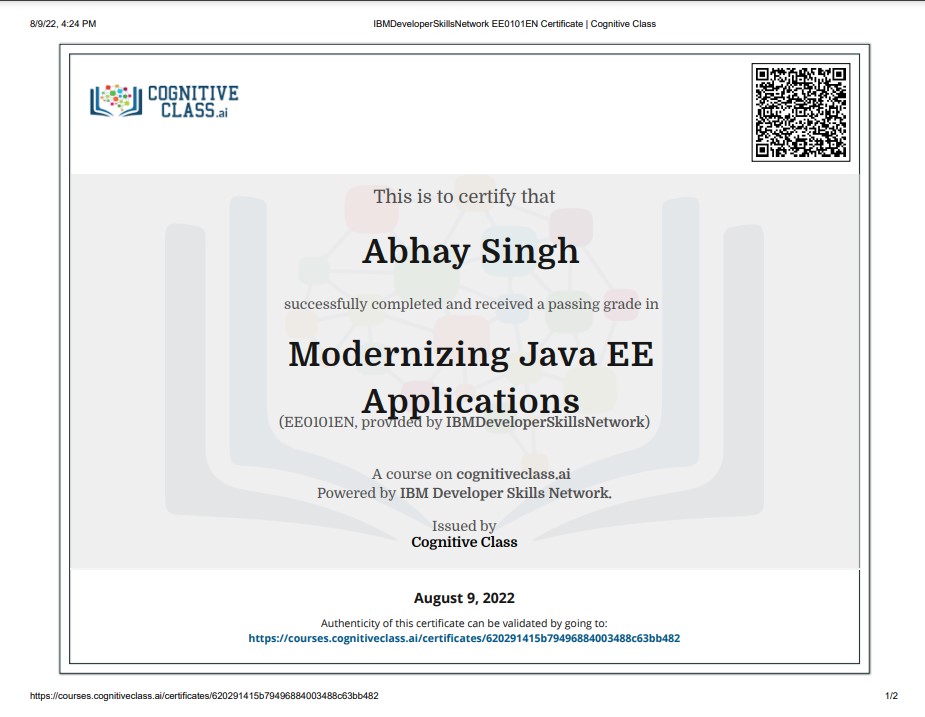 8/9/22, 4:24 PM
IBMDeveloperSkillsNetwork EE0101EN Certificate | Cognitive Class
COGNITIVE
CLASS.ai
This is to certify that
Abhay Singh
successfully completed and received a passing grade in
Modernizing Java EE
Applications
(EE0101EN, provided by IBMDeveloperSkillsNetwork)
A course on cognitiveclass.ai
Powered by IBM Developer Skills Network.
Issued by
Cognitive Class
August 9, 2022
Authenticity of this certificate can be validated by going to:
https://courses.cognitiveclass.ai/certificates/620291415b79496884003488c63bb482
https://courses.cognitiveclass.ai/certificates/620291415b79496884003488c63bb482
1/2